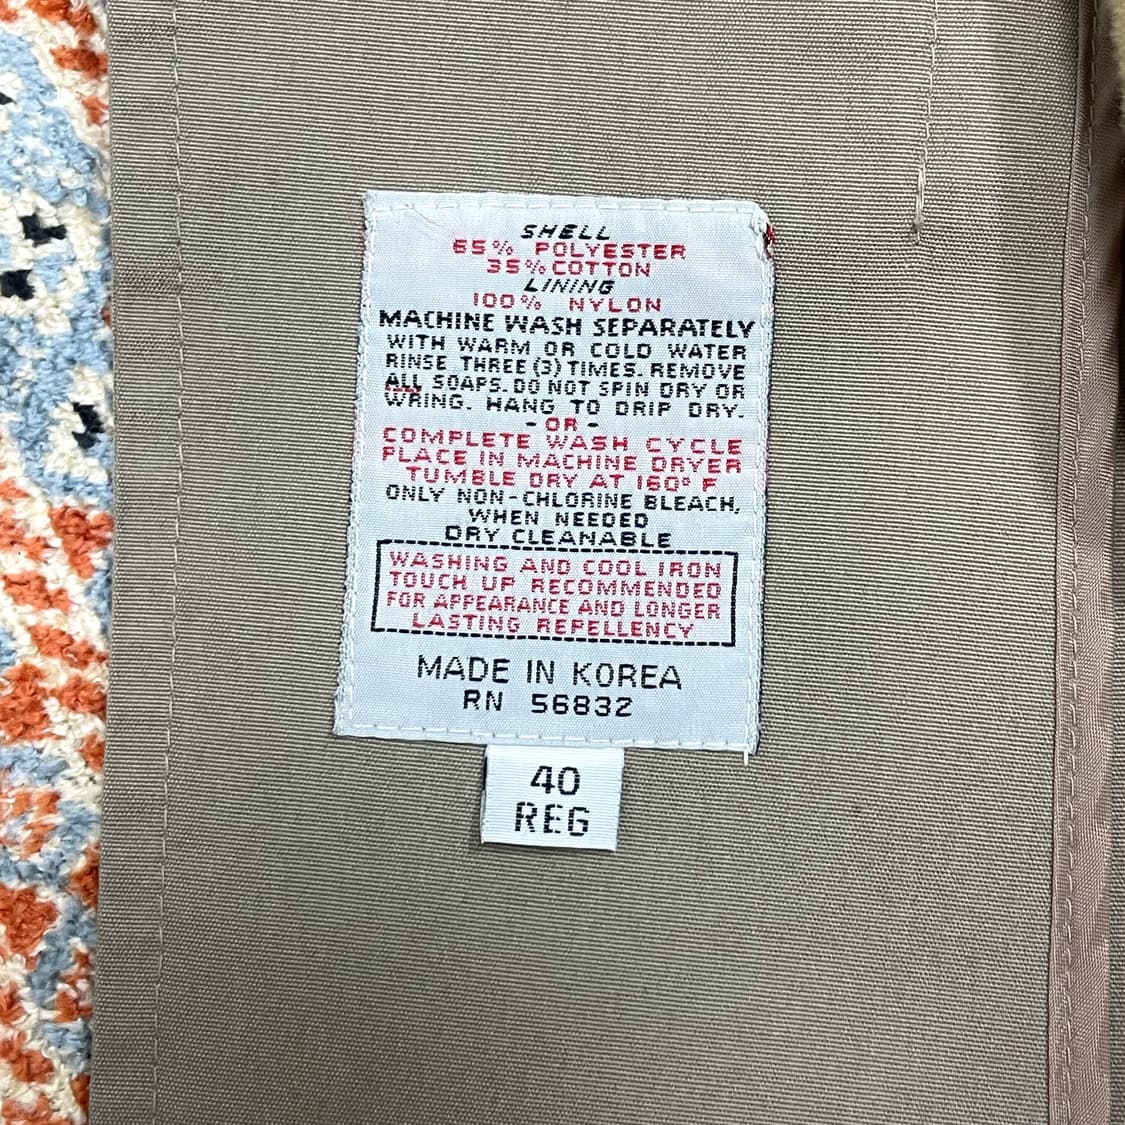 SHELL
65% POLYESTER
35% COTTON
LINING
100% NYLON
MACHINE WASH SEPARATELY
WITH WARM OR COLD WATER
RINSE THREE (3) TIMES. REMOVE
ALL SOAPS. DO NOT SPIN DRY OR
WRING. HANG TO DRIP DRY.
- OR -
COMPLETE WASH CYCLE
PLACE IN MACHINE DRYER
TUMBLE DRY AT 160° F
ONLY NON-CHLORINE BLEACH,
WHEN NEEDED
DRY CLEANABLE
WASHING AND COOL IRON
TOUCH UP RECOMMENDED
FOR APPEARANCE AND LONGER
LASTING REPELLENCY
MADE IN KOREA
RN 56832
40
REG